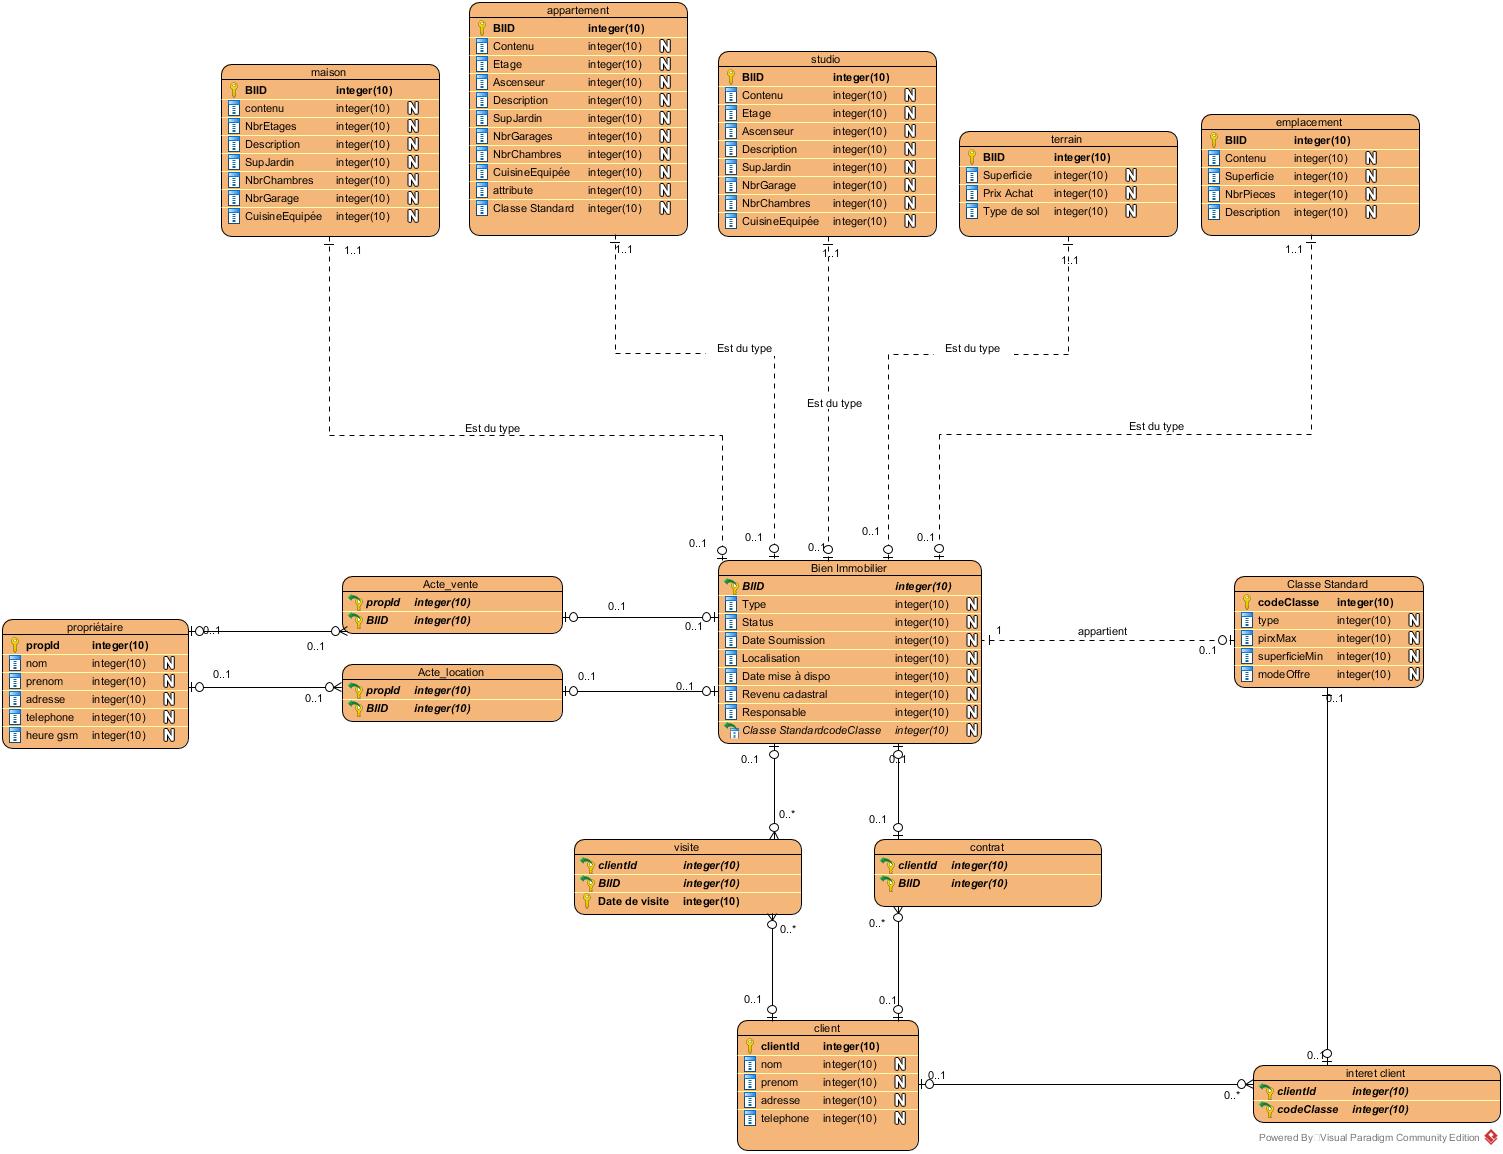 appartement
BIID integer(10)
Contenu integer(10) N
Etage integer(10) N
Ascenseur integer(10) N
Description integer(10) N
SupJardin integer(10) N
NbrGarages integer(10) N
NbrChambres integer(10) N
CuisineEquipée integer(10) N
attribute integer(10) N
Classe Standard integer(10) N
1..1
maison
BIID integer(10)
contenu integer(10) N
NbrEtages integer(10) N
Description integer(10) N
SupJardin integer(10) N
NbrChambres integer(10) N
NbrGarage integer(10) N
CuisineEquipée integer(10) N
1..1
studio
BIID integer(10)
Contenu integer(10) N
Etage integer(10) N
Ascenseur integer(10) N
Description integer(10) N
SupJardin integer(10) N
NbrGarage integer(10) N
NbrChambres integer(10) N
CuisineEquipée integer(10) N
1..1
terrain
BIID integer(10)
Superficie integer(10) N
Prix Achat integer(10) N
Type de sol integer(10) N
1..1
emplacement
BIID integer(10)
Contenu integer(10) N
Superficie integer(10) N
NbrPieces integer(10) N
Description integer(10) N
1..1
Est du type
Est du type
Est du type
Est du type
Est du type
0..1
0..1
0..1
0..1
0..1
Acte_vente
propId integer(10)
BIID integer(10)
0..1
0..1
propriétaire
propId integer(10)
nom integer(10) N
prenom integer(10) N
adresse integer(10) N
telephone integer(10) N
heure gsm integer(10) N
0..1
0..1
0..1
0..1
Acte_location
propId integer(10)
BIID integer(10)
0..1
0..1
Bien Immobilier
BIID integer(10)
Type integer(10) N
Status integer(10) N
Date Soumission integer(10) N
Localisation integer(10) N
Date mise à dispo integer(10) N
Revenu cadastral integer(10) N
Responsable integer(10) N
Classe StandardcodeClasse integer(10) N
1
appartient
0..1
Classe Standard
codeClasse integer(10)
type integer(10) N
pirxMax integer(10) N
superficieMin integer(10) N
modeOffre integer(10) N
0..1
0..1
0..1
0..*
0..1
visite
clientId integer(10)
BIID integer(10)
Date de visite integer(10)
0..*
contrat
clientId integer(10)
BIID integer(10)
0..*
0..1
0..1
client
clientId integer(10)
nom integer(10) N
prenom integer(10) N
adresse integer(10) N
telephone integer(10) N
0..1
0..*
0..1
interet client
clientId integer(10)
codeClasse integer(10)
Powered By Visual Paradigm Community Edition